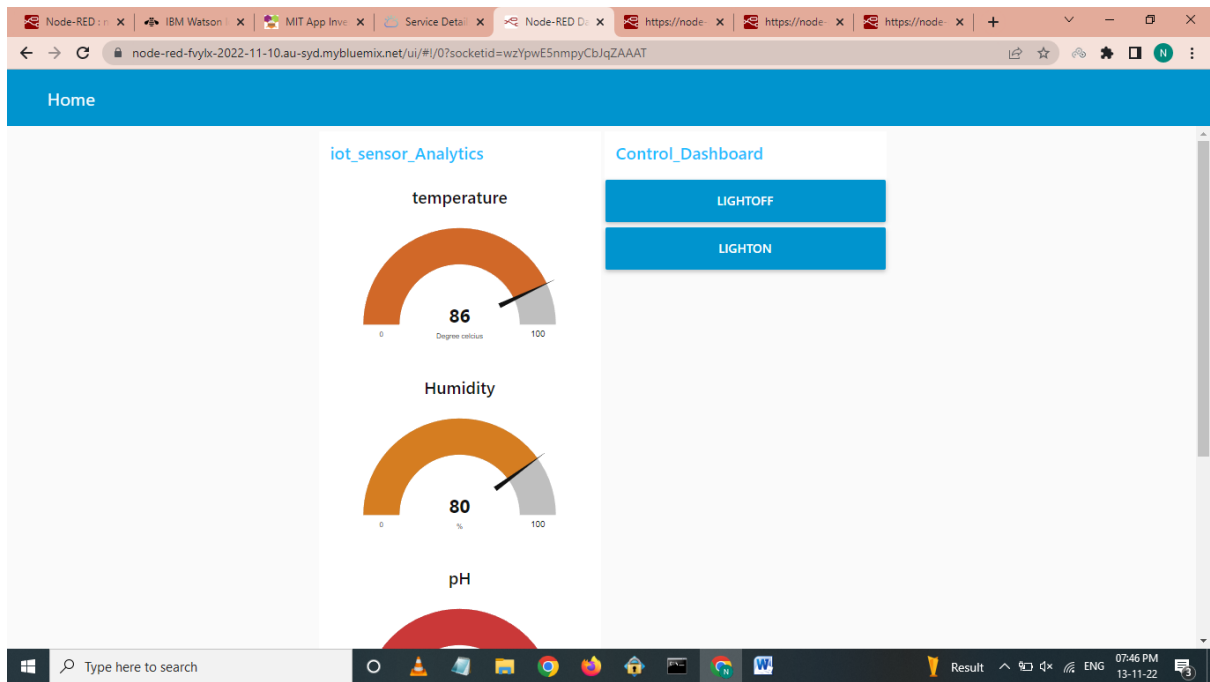 Node-RED : n
IBM Watson
MIT App Inve
Service Detail
Node-RED Da
https://node-
https://node-
https://node-
node-red-fvylx-2022-11-10.au-syd.mybluemix.net/ui/#!/0?socketid=wzYpwE5nmpyCbJqZAAAT
N
Home
iot_sensor_Analytics
Control_Dashboard
temperature
LIGHTOFF
LIGHTON
86
Degree celcius
0
100
Humidity
80
%
0
100
pH
Type here to search
Result
ENG
07:46 PM
13-11-22
3